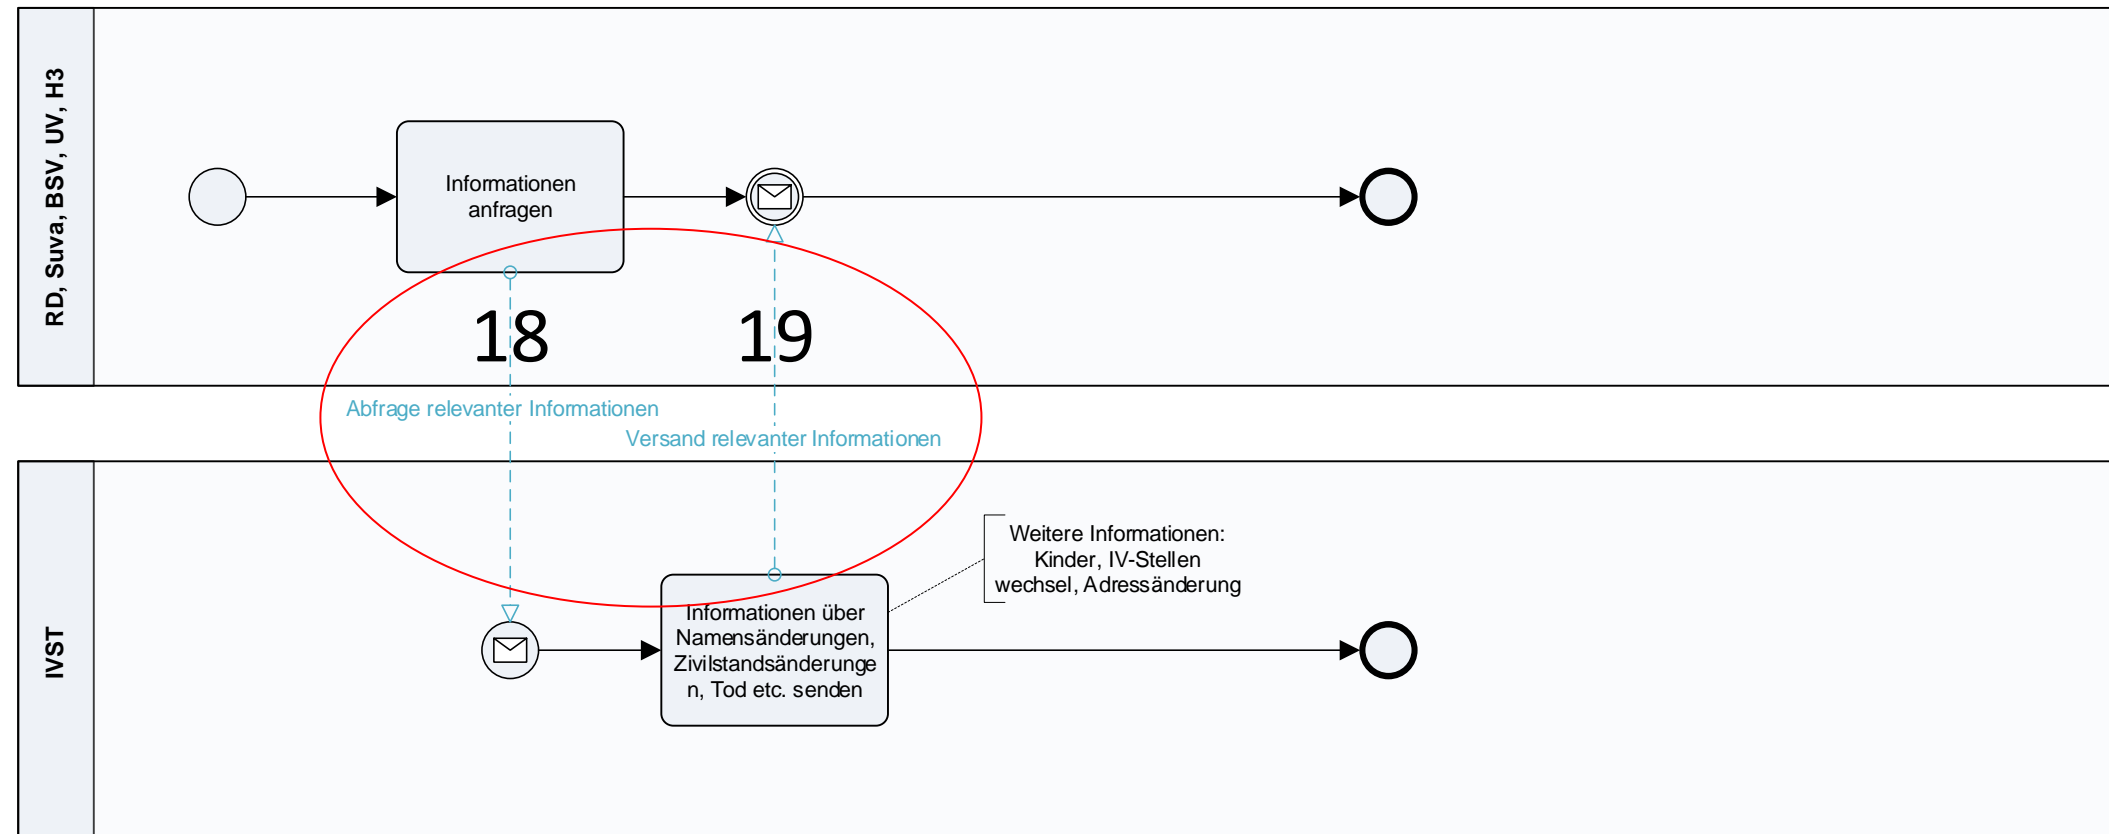 RD, Suva, BSV, UV, H3
Informationen
anfragen
18
19
Abfrage relevanter Informationen
Versand relevanter Informationen
IVST
Weitere Informationen:
Kinder, IV-Stellen
wechsel, Adressänderung
Informationen über
Namensänderungen,
Zivilstandsänderunge
n, Tod etc. senden